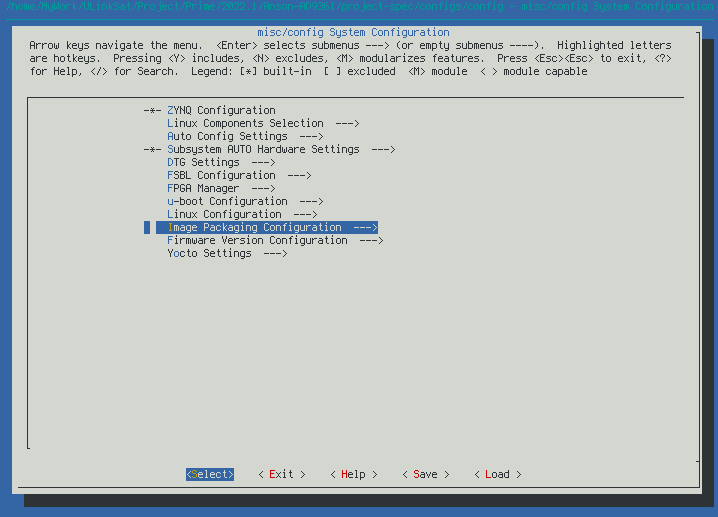 /home/MyWork/ULinkSat/Project/Prime/2022.1/Anson-AD9361/project-spec/configs/config - misc/config System Configuration
misc/config System Configuration
Arrow keys navigate the menu.  <Enter> selects submenus ---> (or empty submenus ----).  Highlighted letters
are hotkeys.  Pressing <Y> includes, <N> excludes, <M> modularizes features.  Press <Esc><Esc> to exit, <?>
for Help, </> for Search.  Legend: [*] built-in  [ ] excluded  <M> module  < > module capable
-*- ZYNQ Configuration
Linux Components Selection  --->
Auto Config Settings  --->
-*- Subsystem AUTO Hardware Settings  --->
DTG Settings  --->
FSBL Configuration  --->
FPGA Manager  --->
u-boot Configuration  --->
Linux Configuration  --->
Image Packaging Configuration  --->
Firmware Version Configuration  --->
Yocto Settings  --->
<Select>    < Exit >    < Help >    < Save >    < Load >